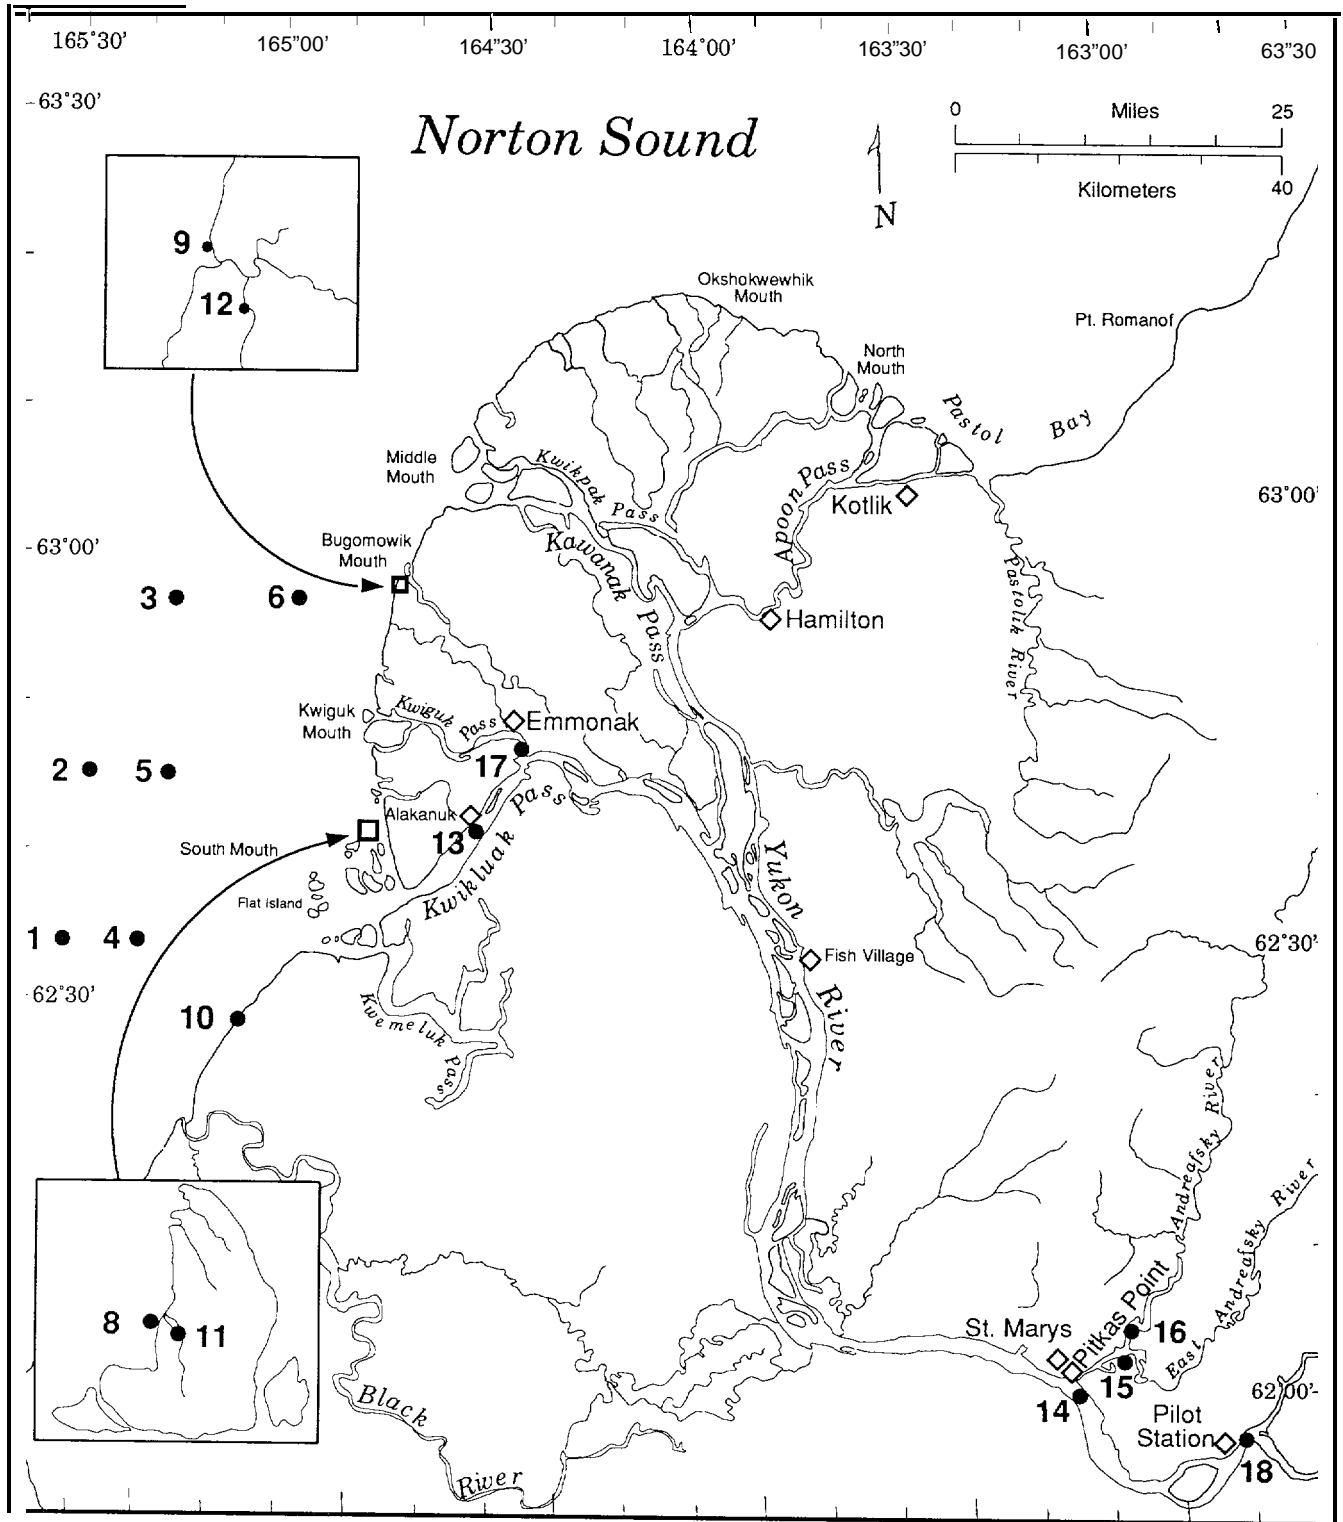 165°30' 165°00' 164"30' 164°00' 163"30' 163"00' 63"30
63°30'
Norton Sound
0 Miles 25
Kilometers 40
N
9
12
Okshokwewhik
Mouth
Pt. Romanof
North
Mouth
Pastol Bay
Middle
Mouth
Kwikpak Pass
Apoon Pass
Kotlik
63°00'
Kawanak Pass
Bugomowik
Mouth
63°00'
3 6
Pastolik River
Hamilton
Kwiguk
Mouth
Kwiguk Pass
Emmonak
17
2 5
Alakanuk
13
Kwikluak Pass
South Mouth
Yukon River
Flat island
1 4
Fish Village
62°30'
62°30'
10
Kwemeluk Pass
Andreafsky River
East Andreafsky River
8 11
St. Marys
Pitkas Point
16
15
14
62°00'
Pilot
Station
18
Black River